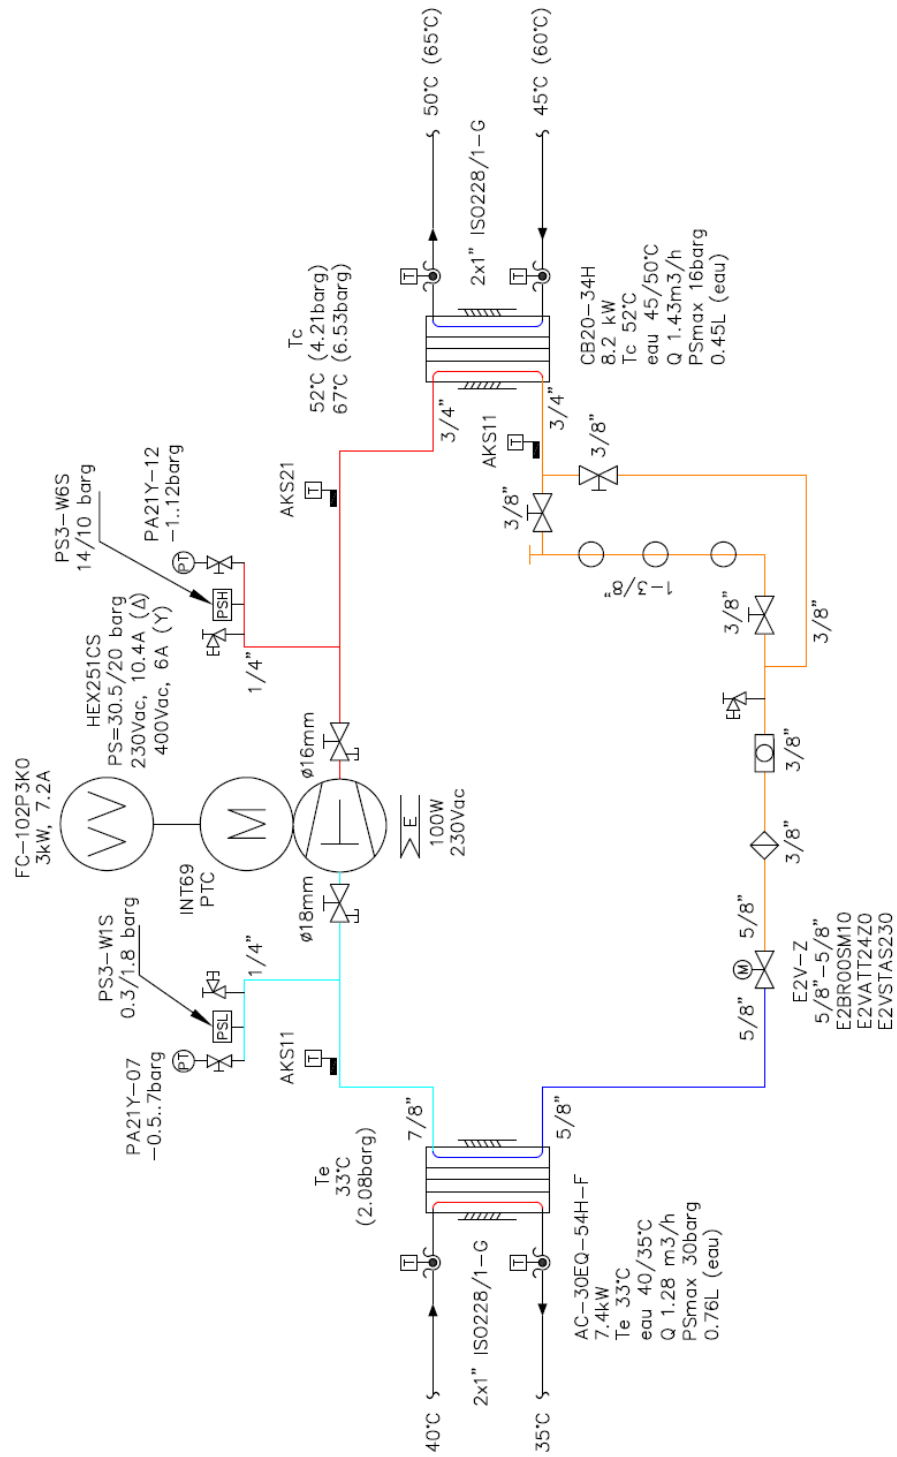 FC-102P3K0
3kW, 7.2A
HEX251CS
PS=30.5/20 barg
230Vac, 10.4A (Δ)
400Vac, 6A (Y)
INT69
PTC
M
E
100W
230Vac
ø18mm
ø16mm
PS3-W1S
0.3/1.8 barg
PA21Y-07
-0.5..7barg
PT
PSL
1/4"
AKS11
T
PS3-W6S
14/10 barg
PA21Y-12
-1..12barg
PT
PSH
1/4"
AKS21
T
Te
33°C
(2.08barg)
7/8"
5/8"
Tc
52°C (4.21barg)
67°C (6.53barg)
3/4"
3/4"
AKS11
T
40°C
T
2x1" ISO228/1-G
T
35°C
AC-30EQ-54H-F
7.4kW
Te 33°C
eau 40/35°C
Q 1.28 m3/h
PSmax 30barg
0.76L (eau)
50°C (65°C)
T
2x1" ISO228/1-G
T
45°C (60°C)
CB20-34H
8.2 kW
Tc 52°C
eau 45/50°C
Q 1.43m3/h
PSmax 16barg
0.45L (eau)
3/8"
3/8"
1-3/8"
3/8"
3/8"
3/8"
3/8"
5/8"
M
5/8"
E2V-Z
5/8"-5/8"
E2BR00SM10
E2VATT24Z0
E2VSTAS230